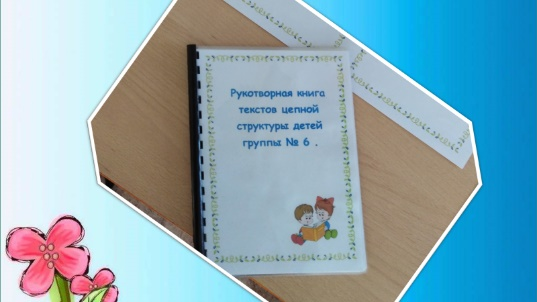 Рукотворная книга
текстов цепной
структуры детей
группы № 6 .